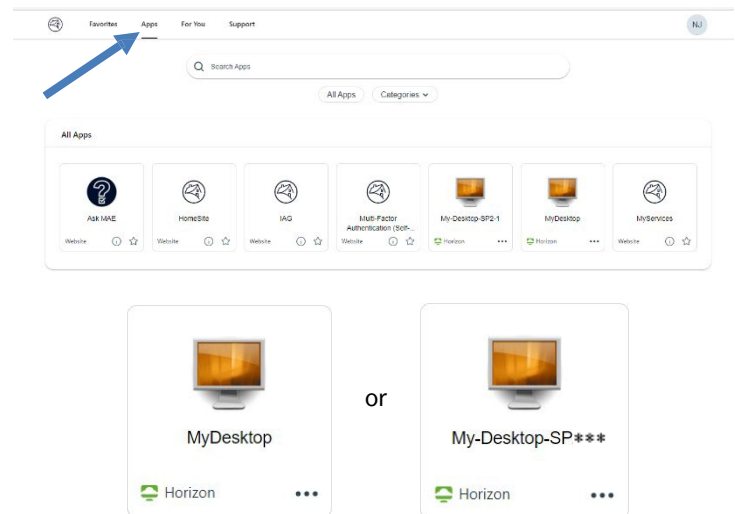 Favorites Apps For You Support NJ
Search Apps
All Apps Categories
All Apps
Ask MAE HomeSite IAG Multi-Factor My-Desktop-SP2-1 MyDesktop MyServices
Authentication (Self-...
Website Website Website Website Horizon ••• Horizon ••• Website
or
MyDesktop My-Desktop-SP***
Horizon ••• Horizon •••